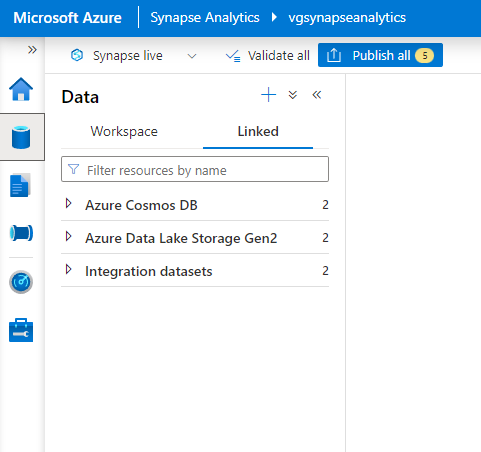 Microsoft Azure Synapse Analytics vgsynapseanalytics
Synapse live Validate all Publish all 5
Data
Workspace Linked
Filter resources by name
Azure Cosmos DB 2
Azure Data Lake Storage Gen2 2
Integration datasets 2